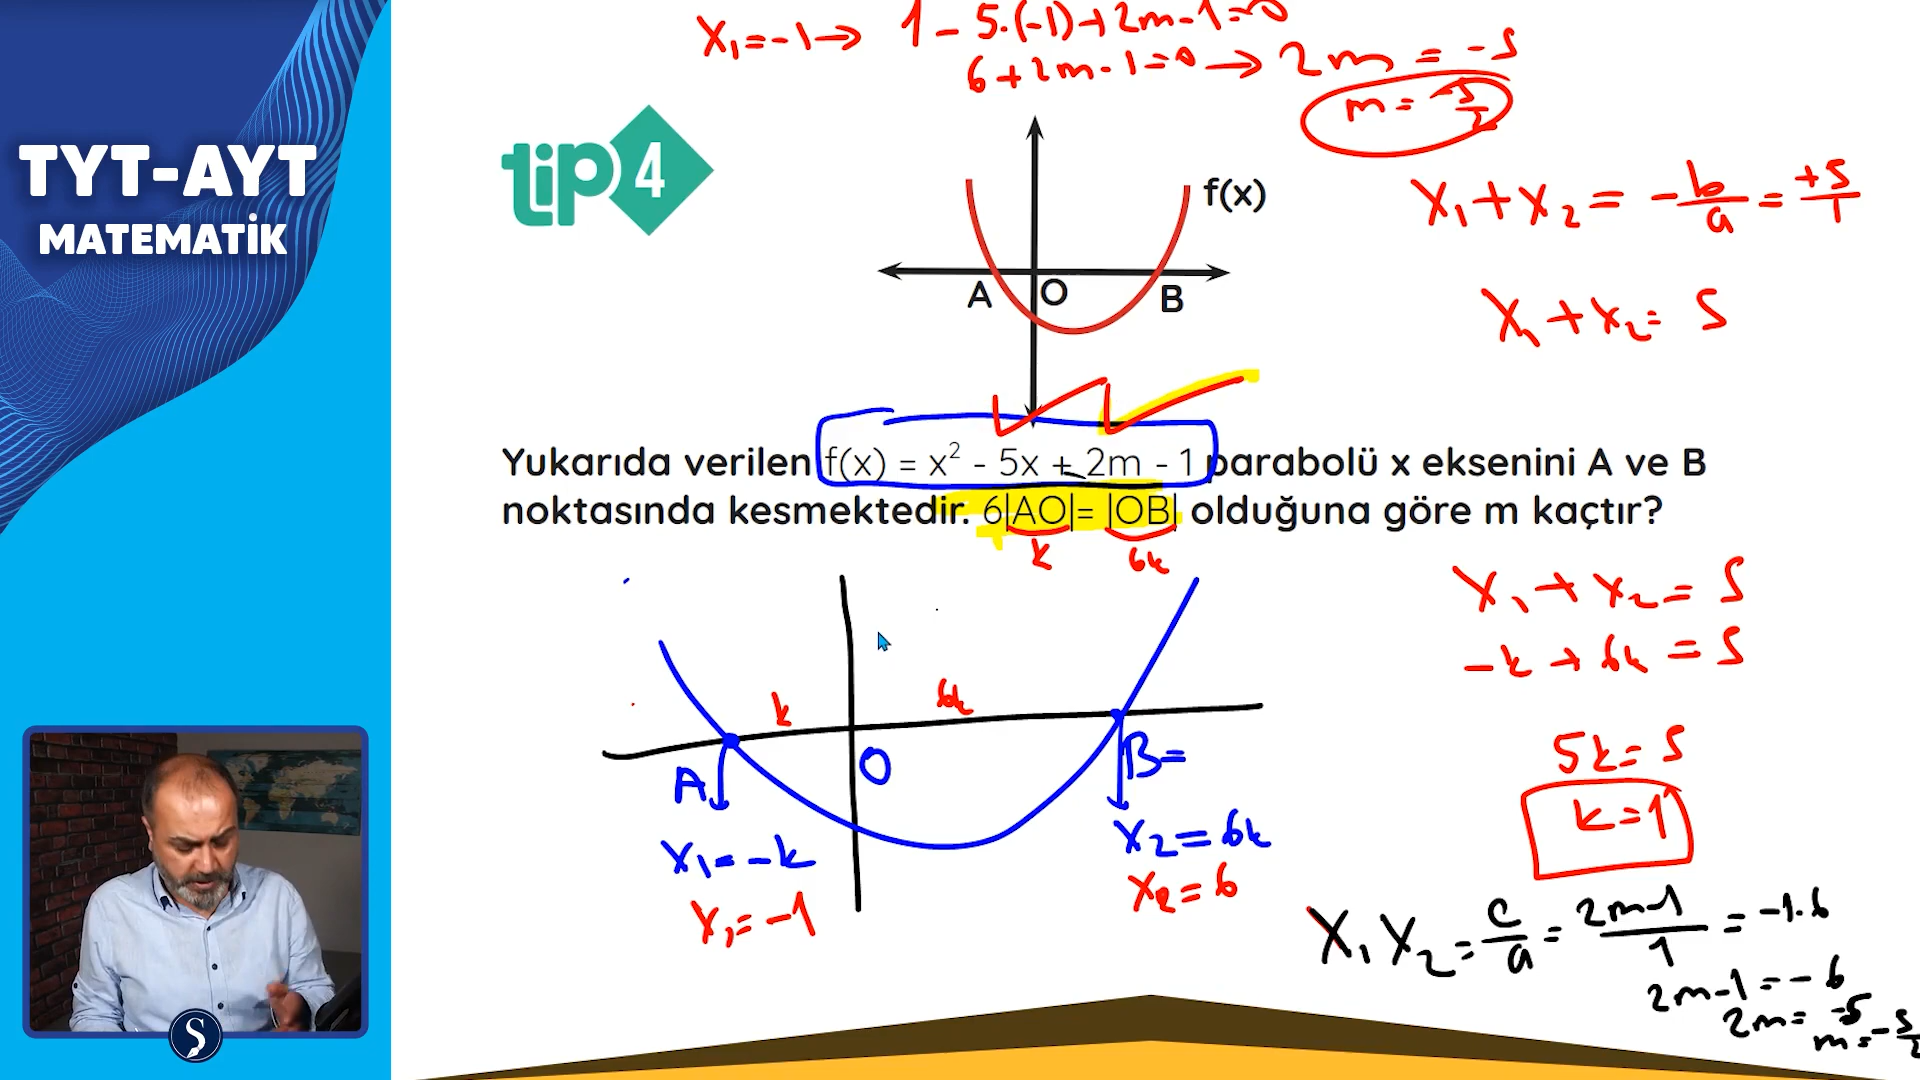 x₁=-1→ 1-5.(-1)+2m-1=0
6+2m-1=0 → 2m=-5
m=-5/2
TYT-AYT
MATEMATİK
tip 4
f(x)
A O B
x₁+x₂=-b/a=+5/1
x₁+x₂=5
Yukarıda verilen f(x) = x² - 5x + 2m - 1 parabolü x eksenini A ve B
noktasında kesmektedir. 6|AO|= |OB| olduğuna göre m kaçtır?
k 6k
x₁+x₂=5
-k+6k=5
k 6k
A O B=
5k=5
k=1
x₁=-k x₂=6k
x₁=-1 x₂=6
x₁x₂=c/a=2m-1/1=-1.6
2m-1=-6
2m=-5
m=-5/2
S